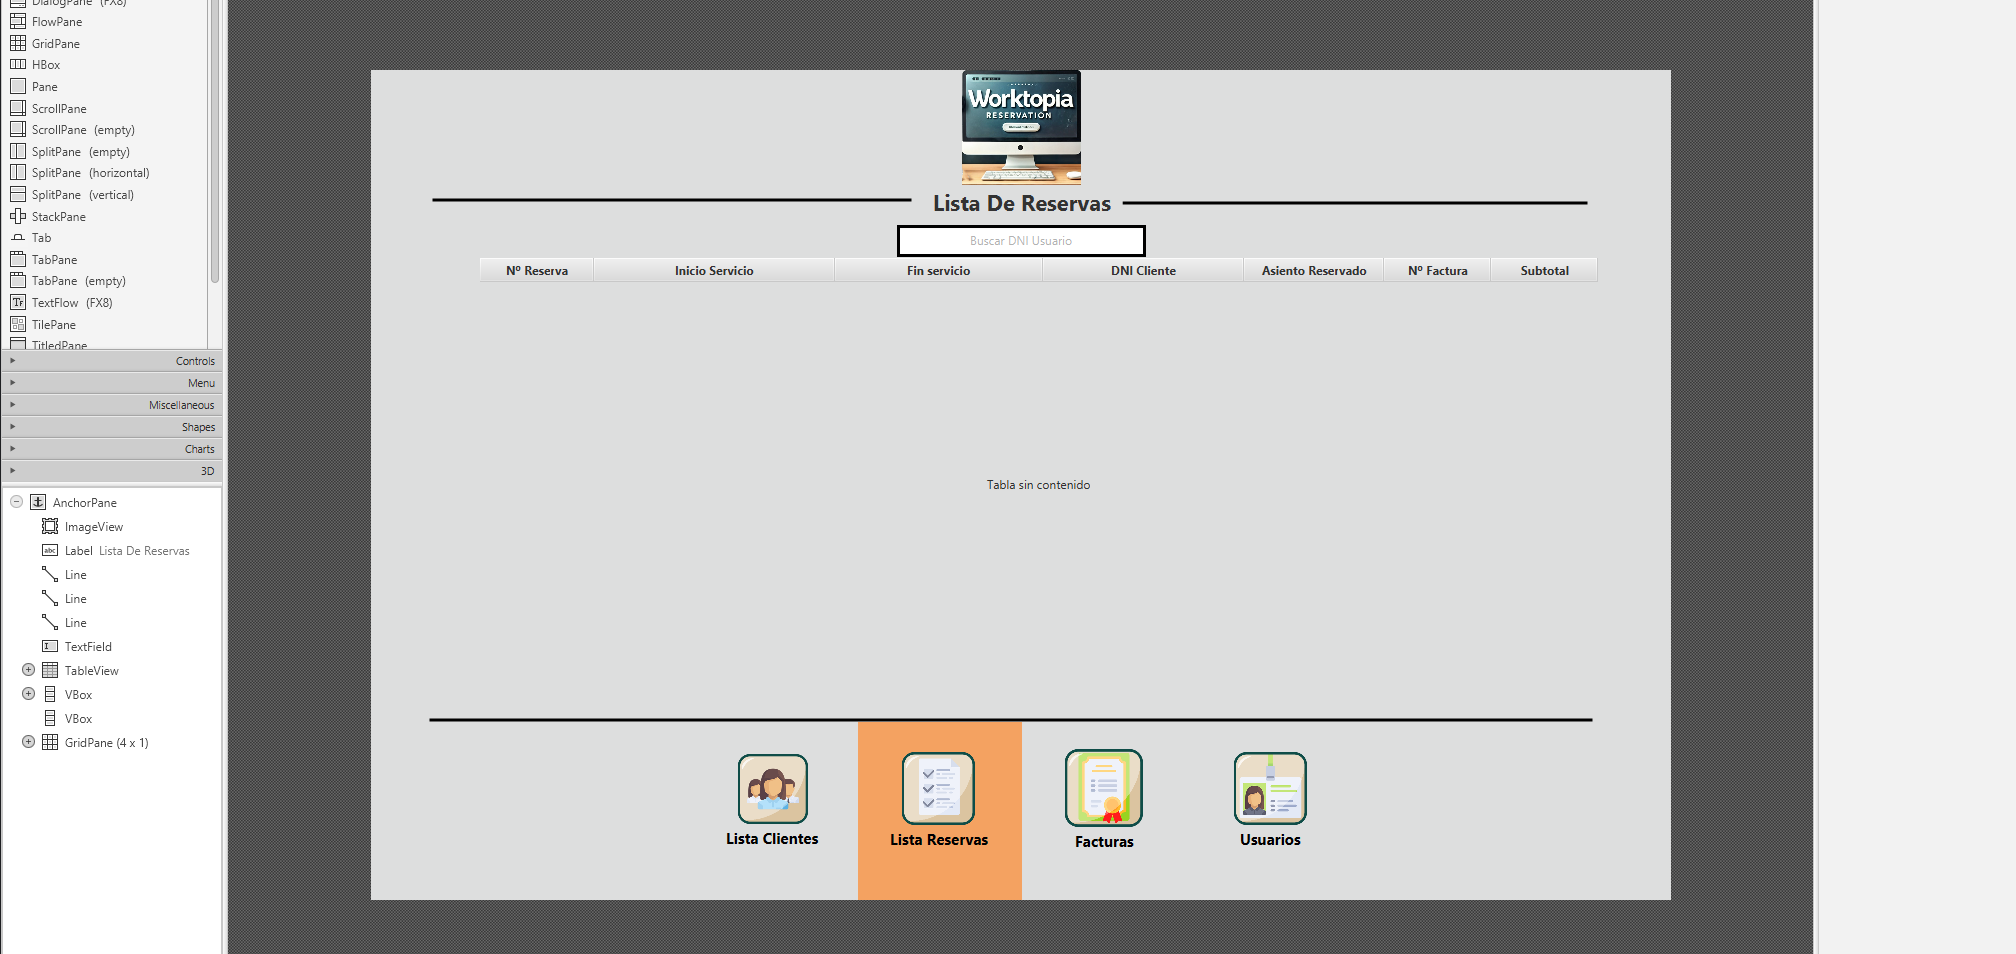 DialogPane (FX8)
FlowPane
GridPane
HBox
Pane
ScrollPane
ScrollPane (empty)
SplitPane (empty)
SplitPane (horizontal)
SplitPane (vertical)
StackPane
Tab
TabPane
TabPane (empty)
TextFlow (FX8)
TilePane
TitledPane
Controls
Menu
Miscellaneous
Shapes
Charts
3D
AnchorPane
ImageView
Label Lista De Reservas
Line
Line
Line
TextField
TableView
VBox
VBox
GridPane (4 x 1)
Worktopia
RESERVATION
Lista De Reservas
Buscar DNI Usuario
Nº Reserva Inicio Servicio Fin servicio DNI Cliente Asiento Reservado Nº Factura Subtotal
Tabla sin contenido
Lista Clientes Lista Reservas Facturas Usuarios